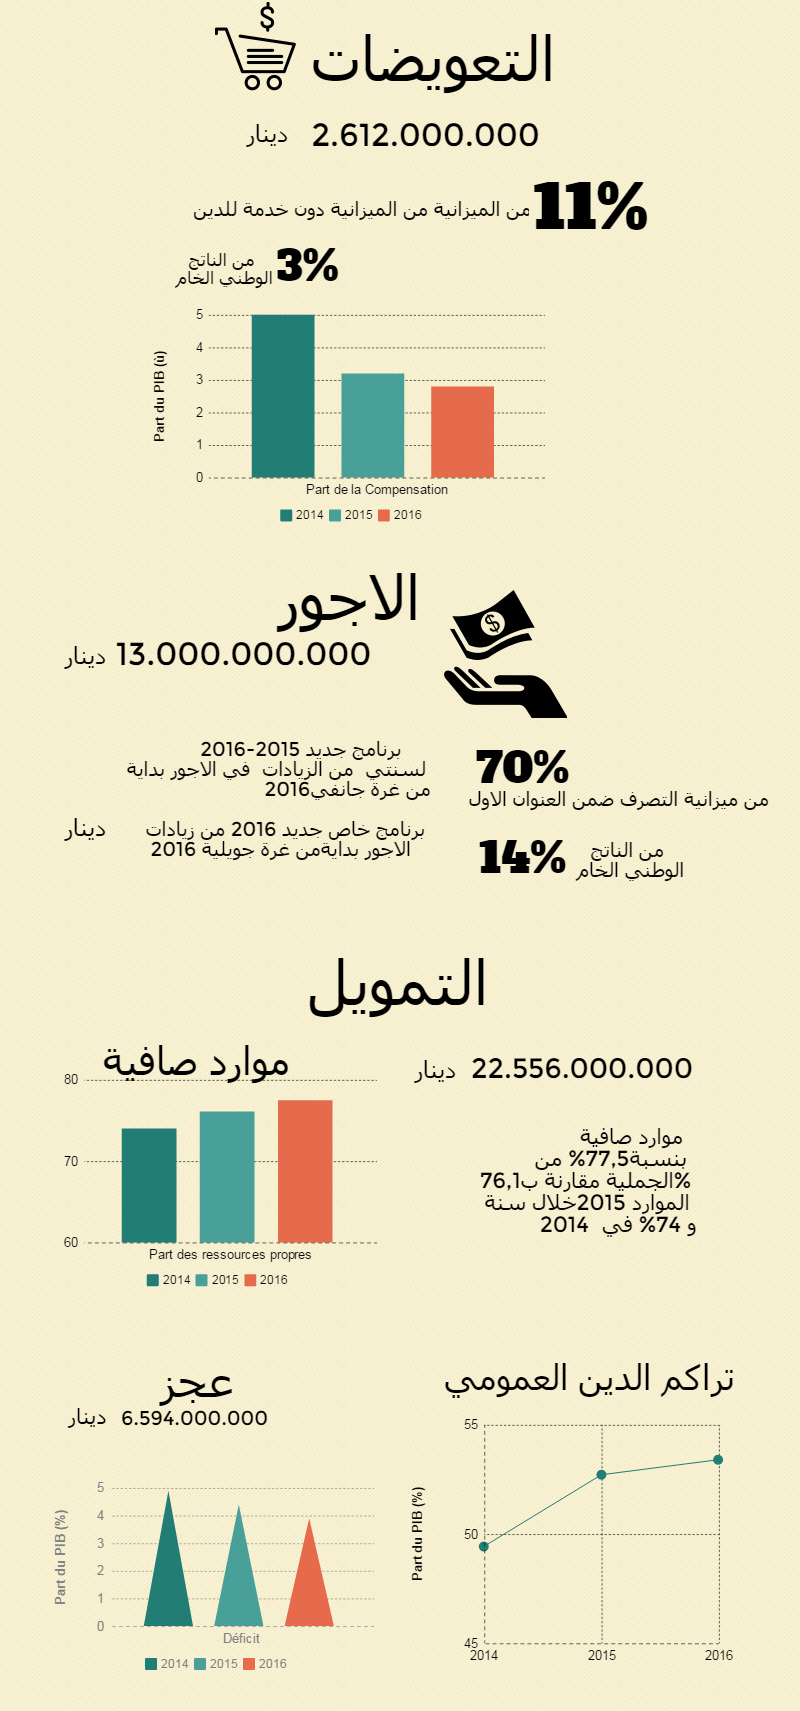 $
التعويضات
2.612.000.000 دينار
11% من الميزانية من الميزانية دون خدمة للدين
3% من الناتج
الوطني الخام
5
4
3
2
1
0
Part du PIB (ù)
Part de la Compensation
2014 2015 2016
الاجور
$
13.000.000.000 دينار
برنامج جديد 2015-2016
لسنتي من الزيادات في الاجور بداية
من غرة جانفي2016
برنامج خاص جديد 2016 من زيادات
الاجور بدايةمن غرة جويلية 2016
دينار
70%
من ميزانية التصرف ضمن العنوان الاول
14% من الناتج
الوطني الخام
التمويل
موارد صافية
80
70
60
Part des ressources propres
2014 2015 2016
22.556.000.000 دينار
موارد صافية
بنسبة77,5% من
%الجملية مقارنة ب76,1
الموارد 2015خلال سنة
و 74% في 2014
عجز
6.594.000.000 دينار
5
4
3
2
1
0
Part du PIB (%)
Déficit
2014 2015 2016
تراكم الدين العمومي
55
50
45
Part du PIB (%)
2014 2015 2016